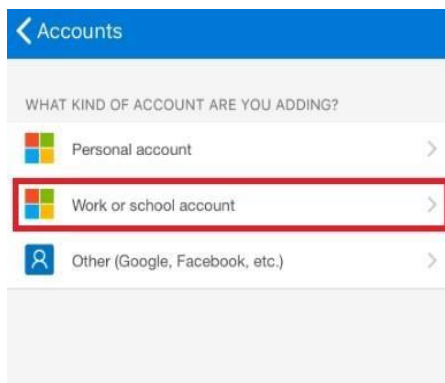 Accounts
WHAT KIND OF ACCOUNT ARE YOU ADDING?
Personal account
Work or school account
Other (Google, Facebook, etc.)